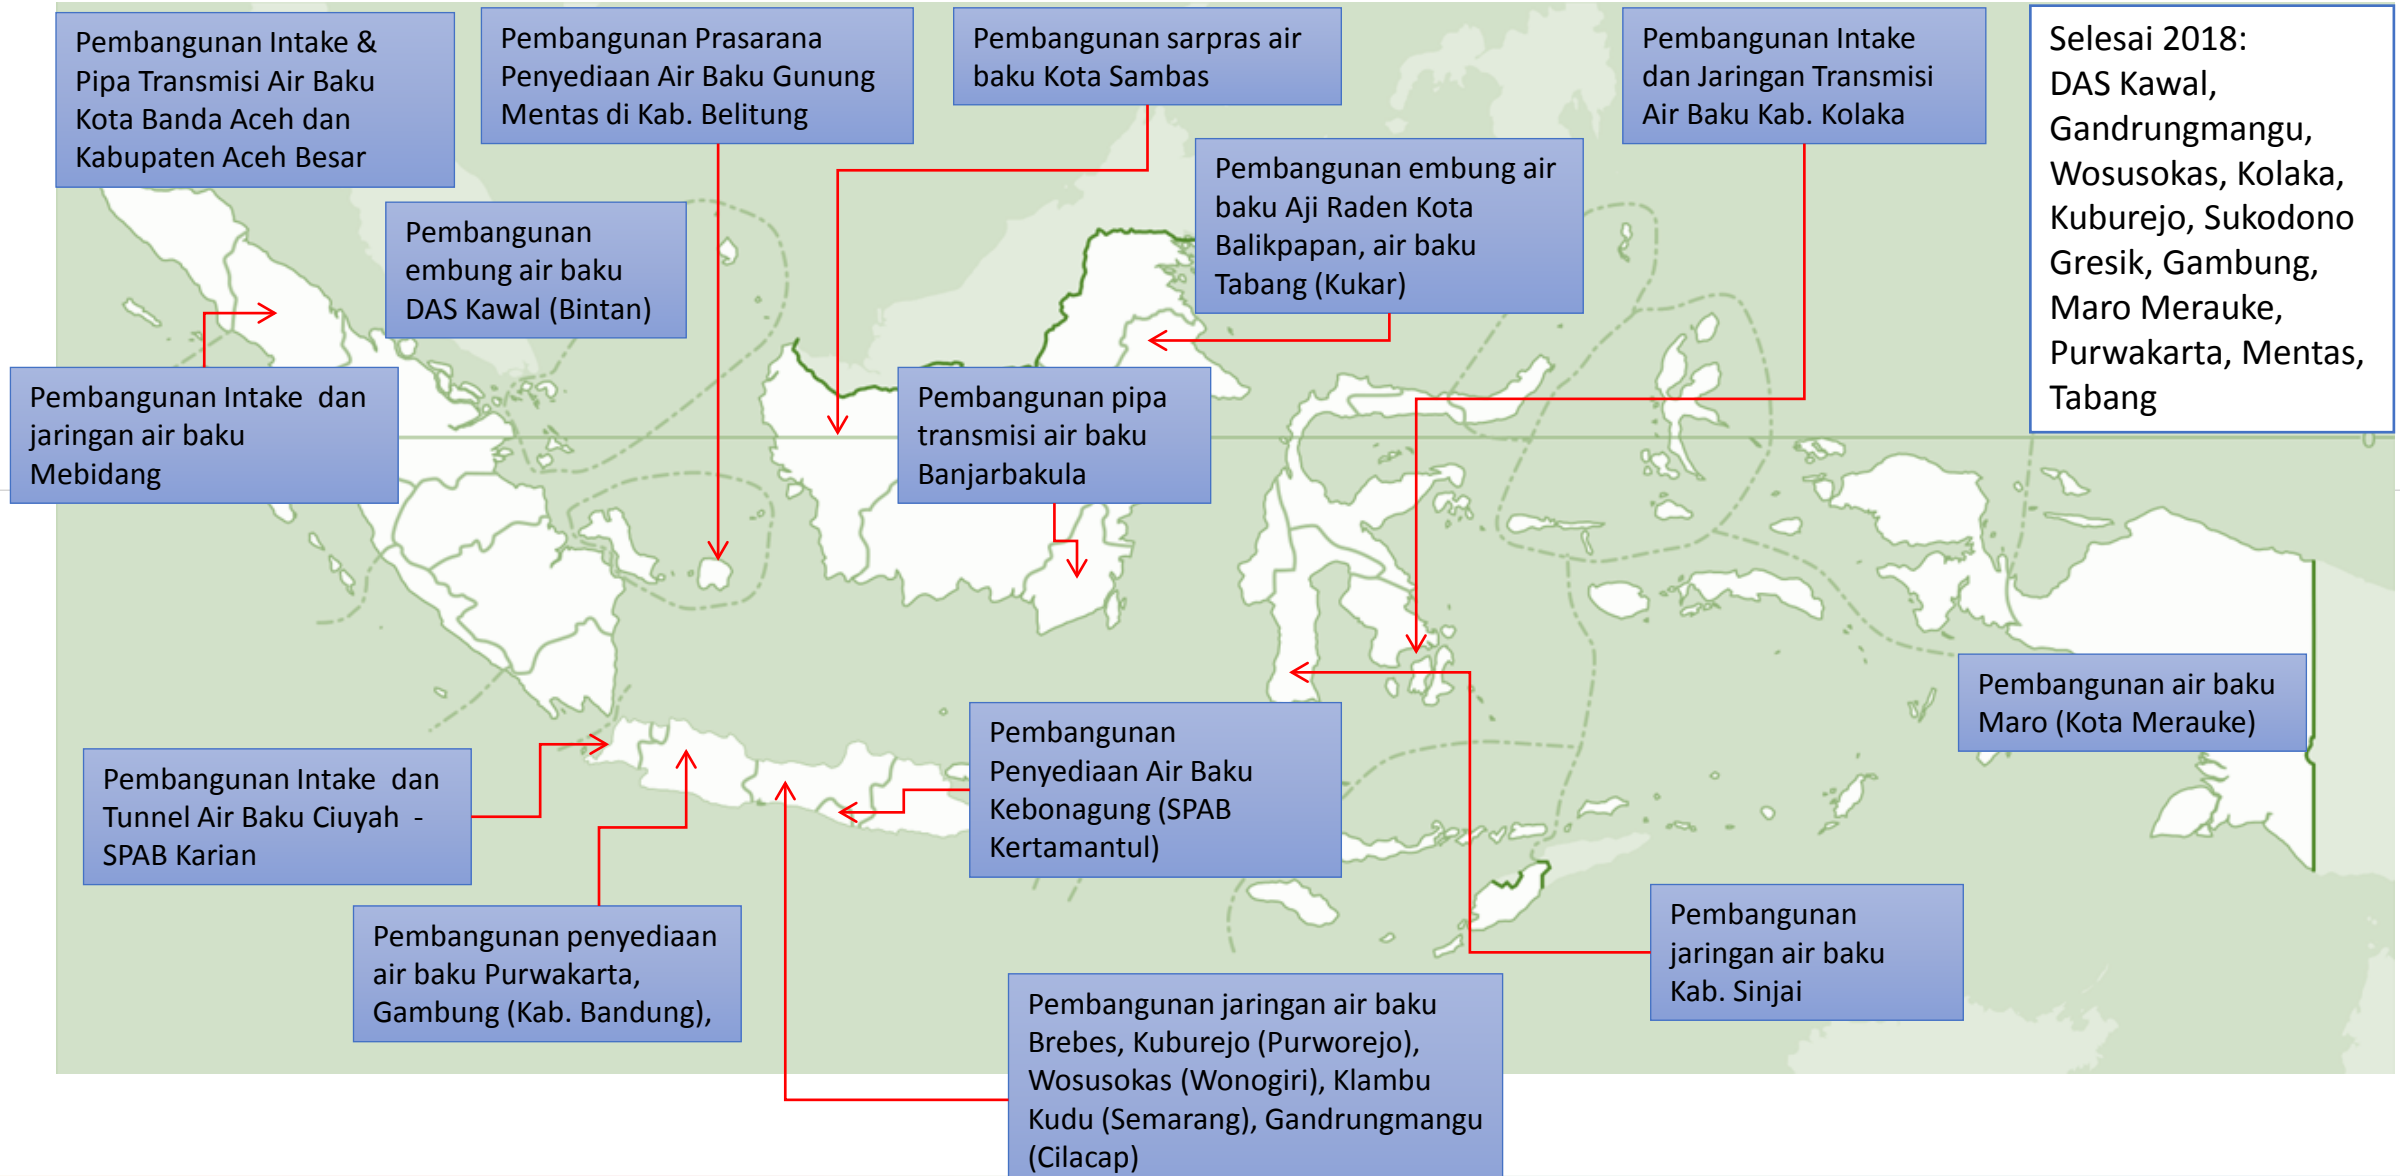 Pembangunan Intake &
Pipa Transmisi Air Baku
Kota Banda Aceh dan
Kabupaten Aceh Besar
Pembangunan Prasarana
Penyediaan Air Baku Gunung
Mentas di Kab. Belitung
Pembangunan sarpras air
baku Kota Sambas
Pembangunan Intake
dan Jaringan Transmisi
Air Baku Kab. Kolaka
Selesai 2018:
DAS Kawal,
Gandrungmangu,
Wosusokas, Kolaka,
Kuburejo, Sukodono
Gresik, Gambung,
Maro Merauke,
Purwakarta, Mentas,
Tabang
Pembangunan embung air
baku Aji Raden Kota
Balikpapan, air baku
Tabang (Kukar)
Pembangunan
embung air baku
DAS Kawal (Bintan)
Pembangunan Intake dan
jaringan air baku
Mebidang
Pembangunan pipa
transmisi air baku
Banjarbakula
Pembangunan air baku
Maro (Kota Merauke)
Pembangunan
Penyediaan Air Baku
Kebonagung (SPAB
Kertamantul)
Pembangunan Intake dan
Tunnel Air Baku Ciuyah -
SPAB Karian
Pembangunan penyediaan
air baku Purwakarta,
Gambung (Kab. Bandung),
Pembangunan
jaringan air baku
Kab. Sinjai
Pembangunan jaringan air baku
Brebes, Kuburejo (Purworejo),
Wosusokas (Wonogiri), Klambu
Kudu (Semarang), Gandrungmangu
(Cilacap)